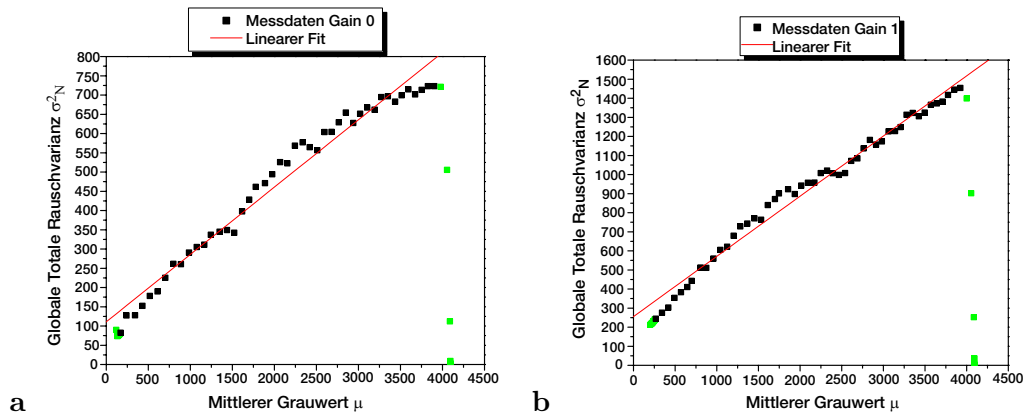 Messdaten Gain 0
Linearer Fit
800
750
700
650
600
550
500
450
400
350
300
250
200
150
100
50
0
Globale Totale Rauschvarianz σ²N
0 500 1000 1500 2000 2500 3000 3500 4000 4500
Mittlerer Grauwert μ
a
Messdaten Gain 1
Linearer Fit
1600
1500
1400
1300
1200
1100
1000
900
800
700
600
500
400
300
200
100
0
Globale Totale Rauschvarianz σ²N
0 500 1000 1500 2000 2500 3000 3500 4000 4500
Mittlerer Grauwert μ
b